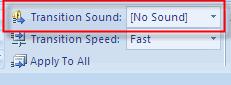 Transition Sound: [No Sound]
Transition Speed: Fast
Apply To All